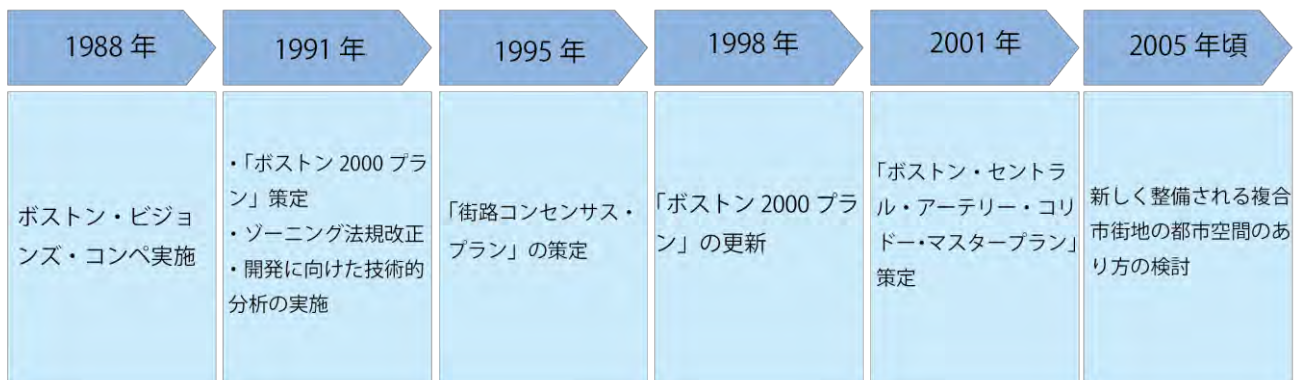 1988 年
ボストン・ビジョ
ンズ・コンペ実施
1991 年
・「ボストン 2000 プラ
ン」策定
・ゾーニング法規改正
・開発に向けた技術的
分析の実施
1995 年
「街路コンセンサス・
プラン」の策定
1998 年
「ボストン 2000 プラ
ン」の更新
2001 年
「ボストン・セントラ
ル・アーテリー・コリ
ドー・マスタープラン」
策定
2005 年頃
新しく整備される複合
市街地の都市空間のあ
り方の検討